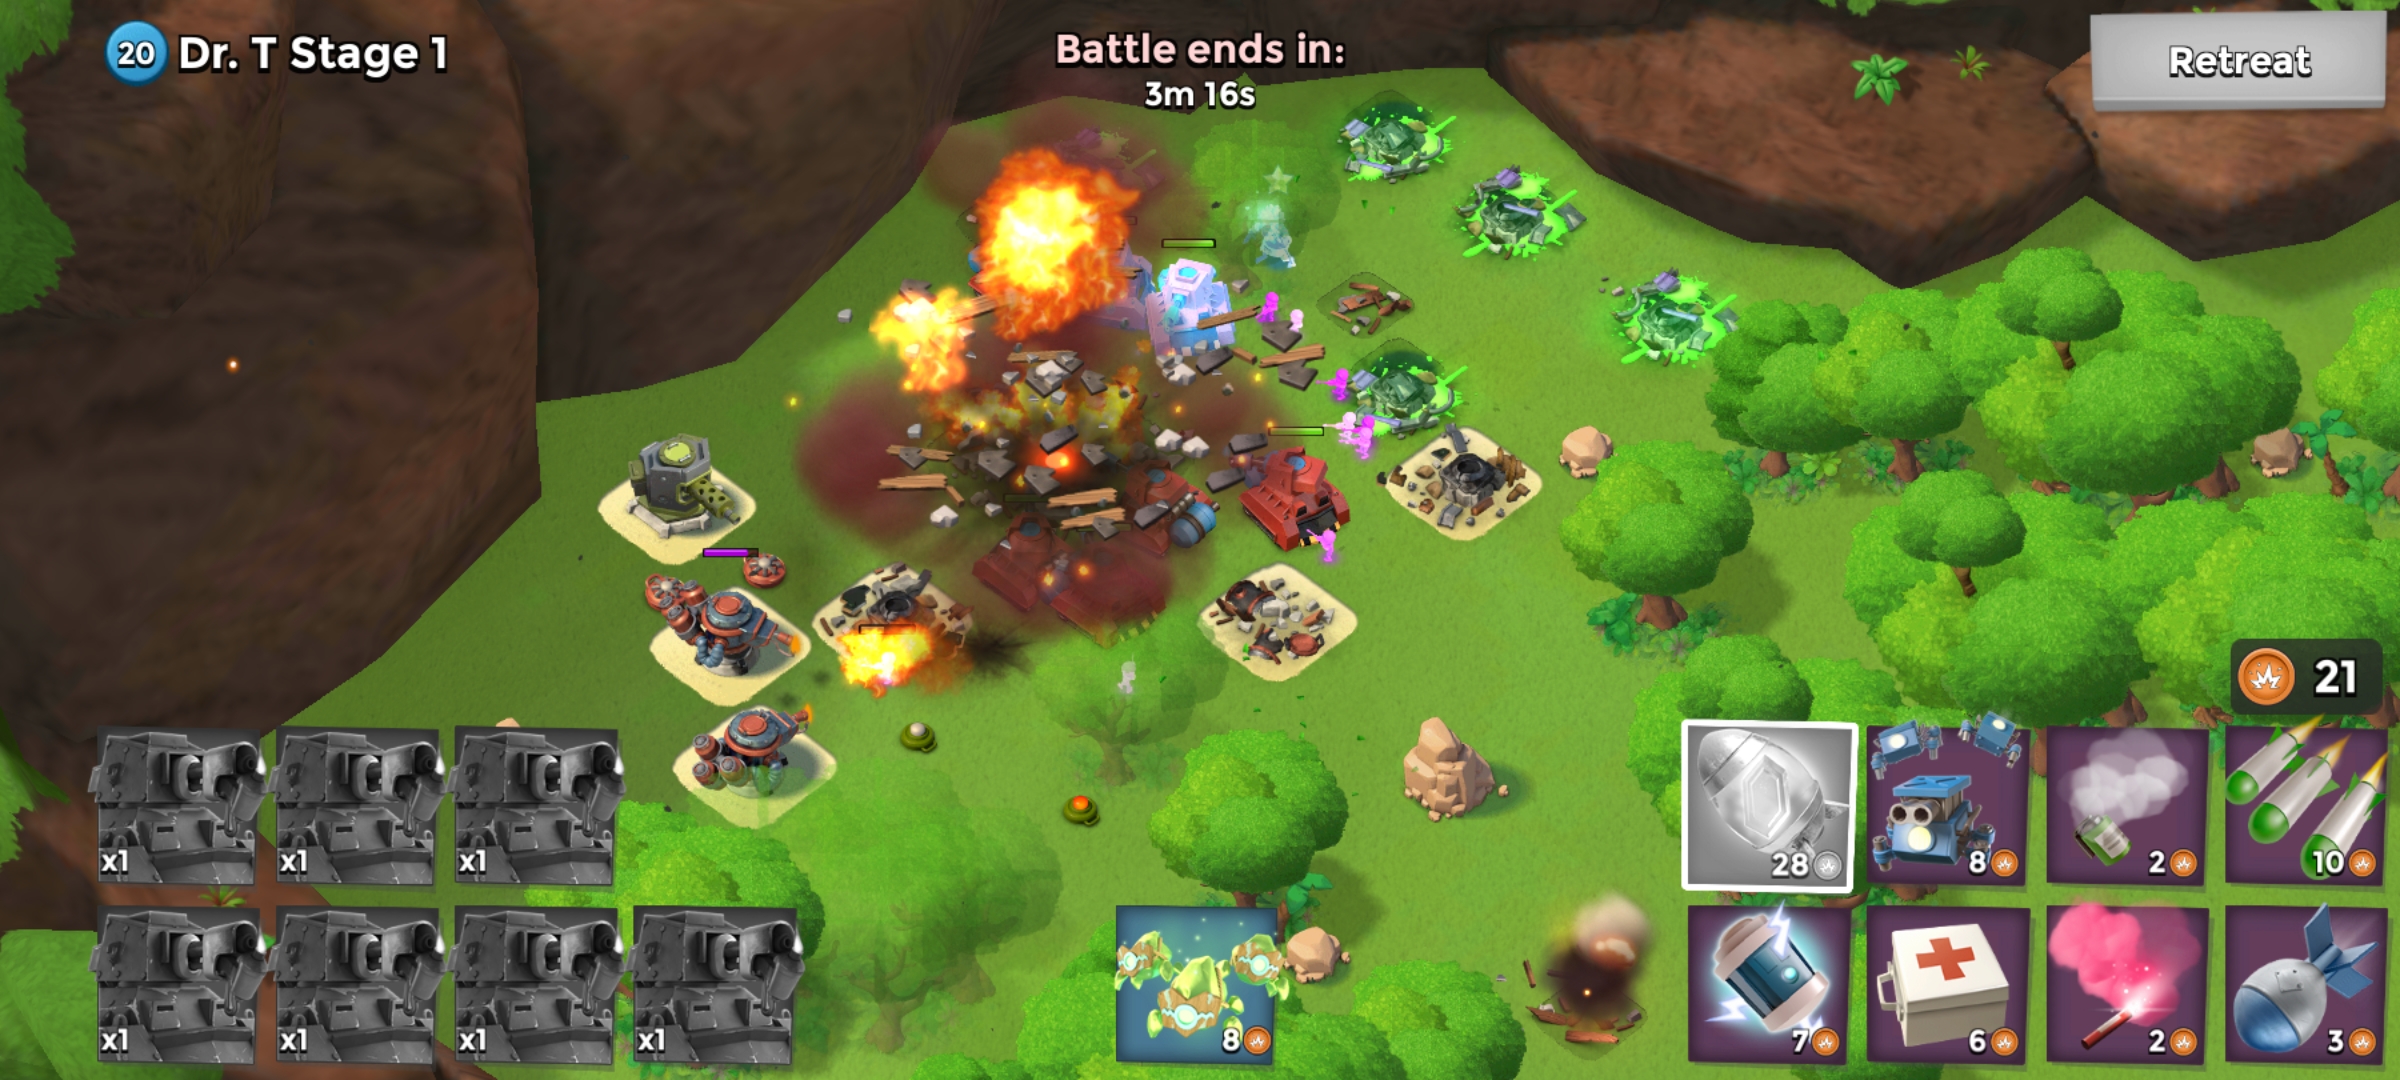 20 Dr. T Stage 1
Battle ends in:
3m 16s
Retreat
21
x1 x1 x1
28 8 2 10
x1 x1 x1 x1
8
7 6 2 3